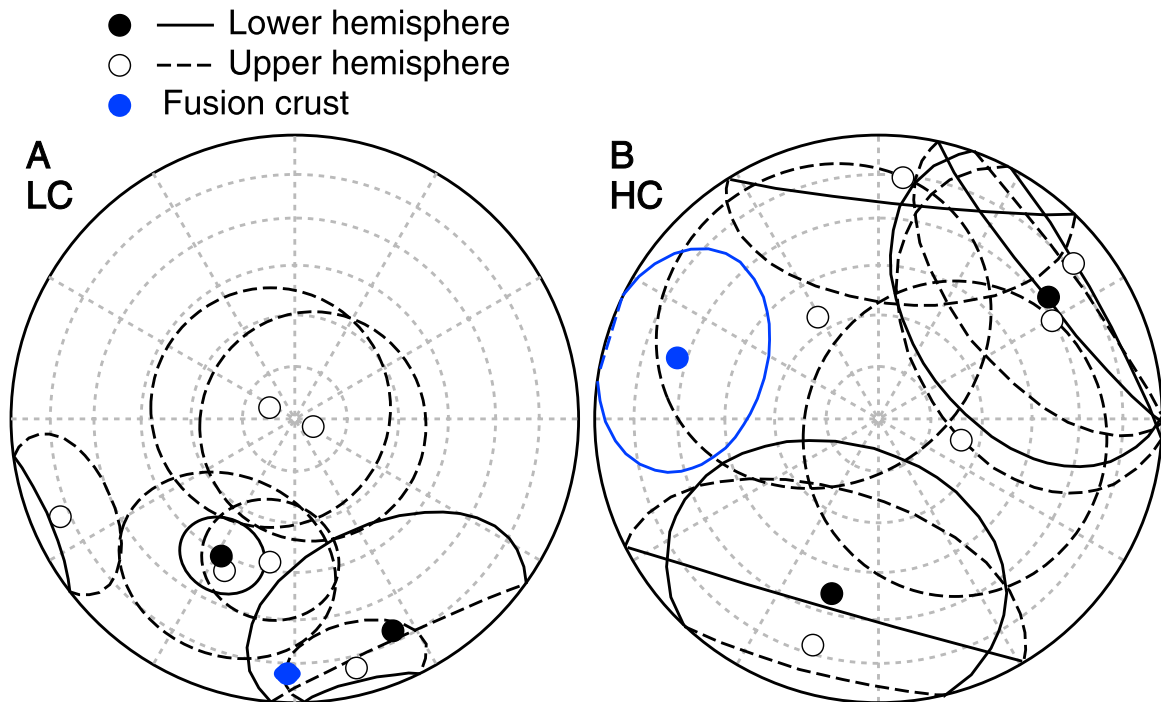 Lower hemisphere
Upper hemisphere
Fusion crust
A
LC
B
HC